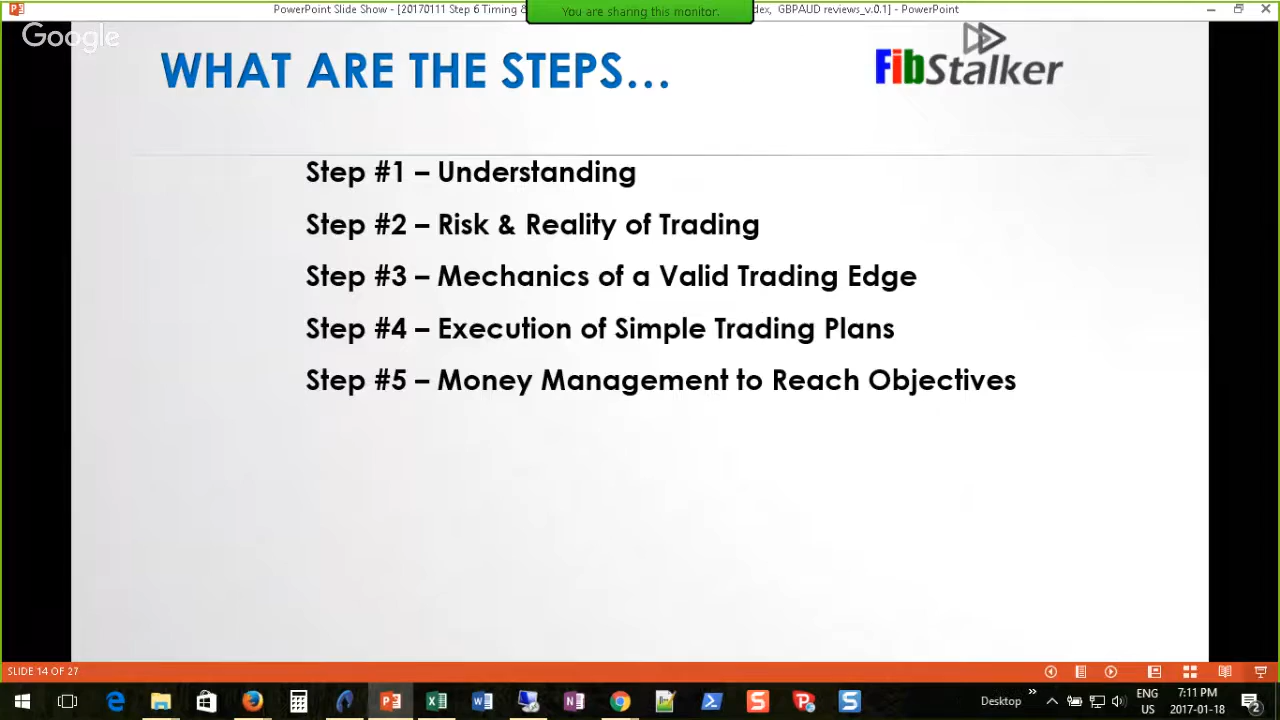 PowerPoint Slide Show - [20170111 Step 6 Timing &
You are sharing this monitor.
dex, GBPAUD reviews_v.0.1] - PowerPoint
Google
WHAT ARE THE STEPS…
FibStalker
Step #1 – Understanding
Step #2 – Risk & Reality of Trading
Step #3 – Mechanics of a Valid Trading Edge
Step #4 – Execution of Simple Trading Plans
Step #5 – Money Management to Reach Objectives
SLIDE 14 OF 27
Desktop
ENG
US
7:11 PM
2017-01-18
2